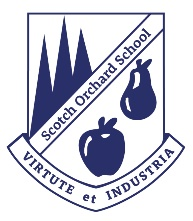 Scotch Orchard School
VIRTUTE et INDUSTRIA